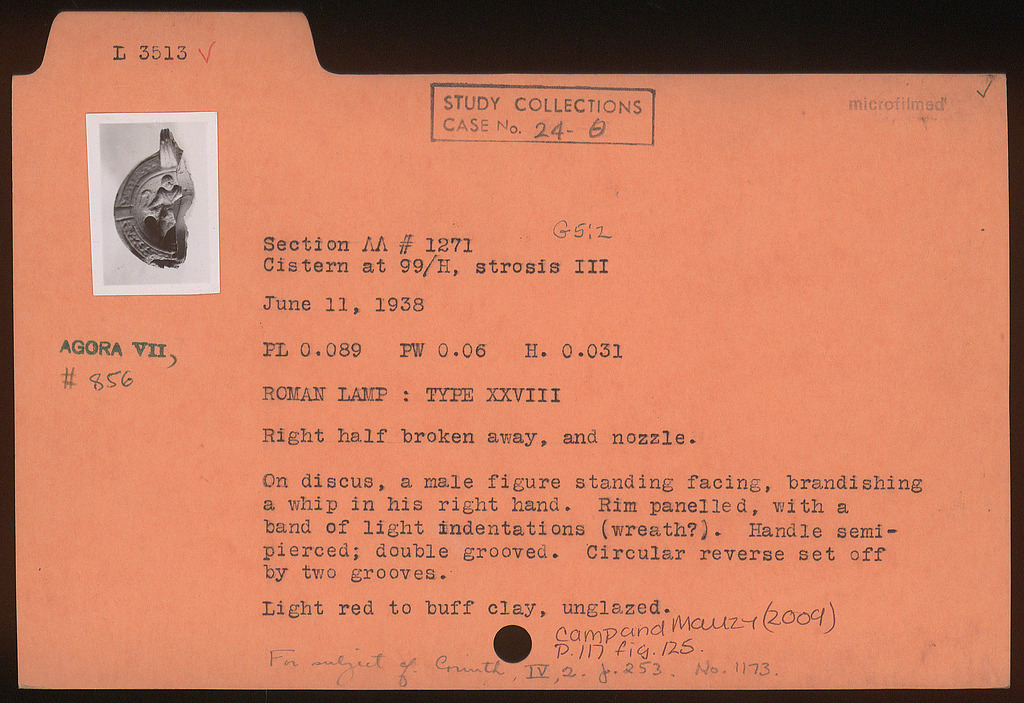 L 3513 ✓
STUDY COLLECTIONS
CASE No. 24-θ
microfilmed
Section ΛΛ # 1271
G5:2
Cistern at 99/H, strosis III
June 11, 1938
AGORA VII,
# 856
PL 0.089 PW 0.06 H. 0.031
ROMAN LAMP : TYPE XXVIII
Right half broken away, and nozzle.
On discus, a male figure standing facing, brandishing
a whip in his right hand. Rim panelled, with a
band of light indentations (wreath?). Handle semi-
pierced; double grooved. Circular reverse set off
by two grooves.
Light red to buff clay, unglazed.
Camp and Mauzy (2009)
P. 117 fig. 125.
For subject cf. Corinth, IV, 2. p. 253. No. 1173.